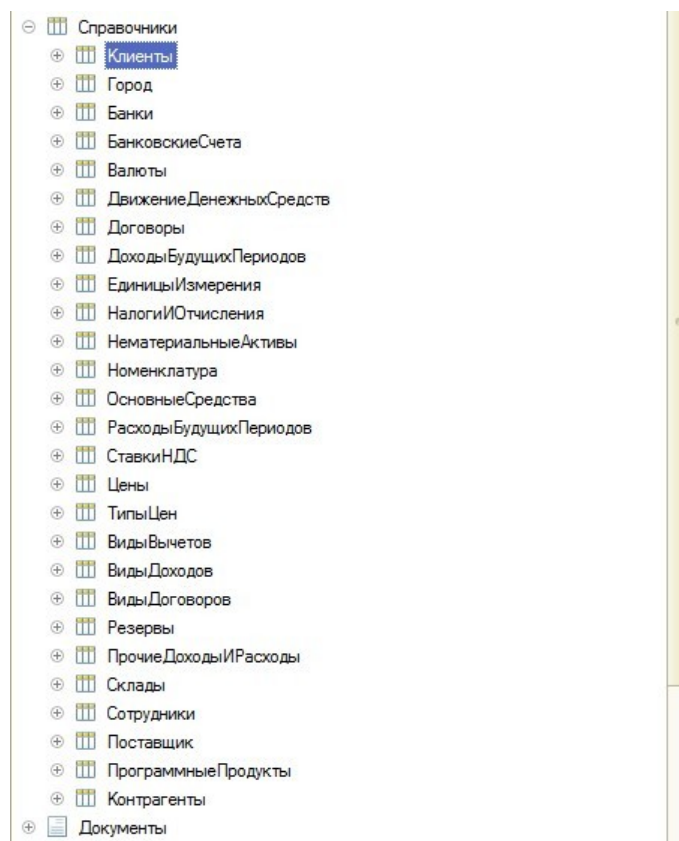 Справочники
Клиенты
Город
Банки
БанковскиеСчета
Валюты
ДвижениеДенежныхСредств
Договоры
ДоходыБудущихПериодов
ЕдиницыИзмерения
НалогиИОтчисления
НематериальныеАктивы
Номенклатура
ОсновныеСредства
РасходыБудущихПериодов
СтавкиНДС
Цены
ТипыЦен
ВидыВычетов
ВидыДоходов
ВидыДоговоров
Резервы
ПрочиеДоходыИРасходы
Склады
Сотрудники
Поставщик
ПрограммныеПродукты
Контрагенты
Документы